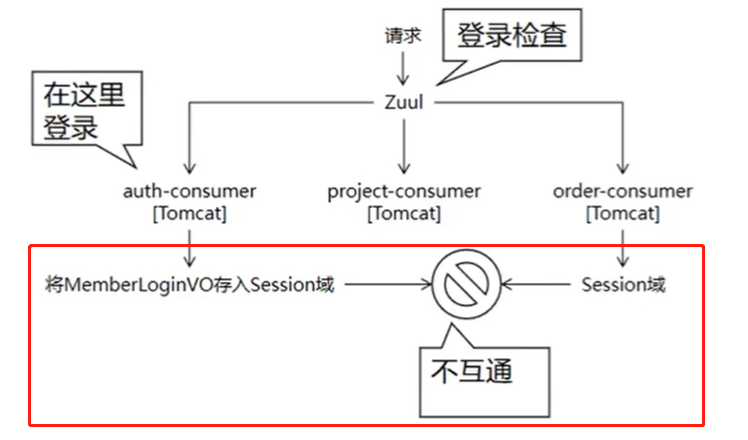 请求
登录检查
在这里
登录
Zuul
auth-consumer
[Tomcat]
project-consumer
[Tomcat]
order-consumer
[Tomcat]
将MemberLoginVO存入Session域
Session域
不互通